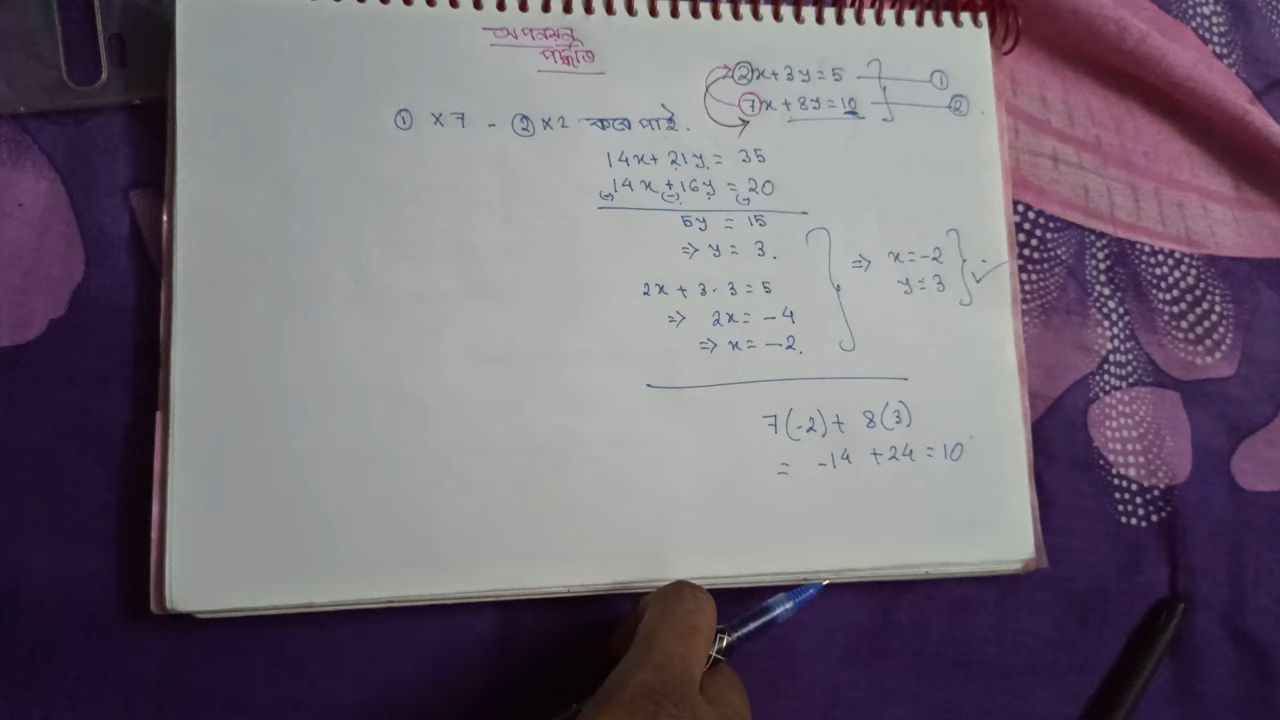 অপনয়ন
পদ্ধতি
2x+3y=5 ①
7x+8y=10 ②.
① ×7 - ②×2 করে পাই.
14x+21y=35
14x+16y=20
(-) (-) (-)
5y = 15
⇒ y = 3.
2x + 3·3=5
⇒ 2x= -4
⇒ x= -2.
⇒ x=-2
y=3
7(-2)+ 8(3)
= -14 +24=10